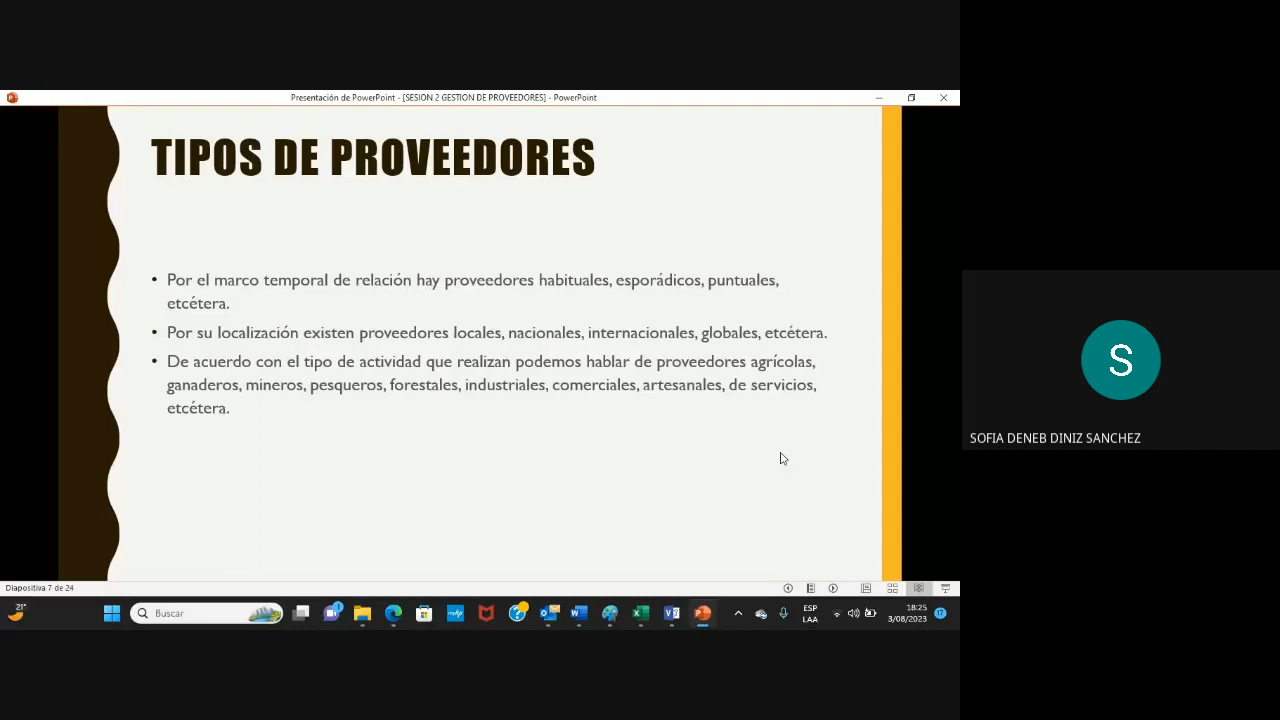 Presentación de PowerPoint - [SESION 2 GESTION DE PROVEEDORES] - PowerPoint
TIPOS DE PROVEEDORES
• Por el marco temporal de relación hay proveedores habituales, esporádicos, puntuales,
etcétera.
• Por su localización existen proveedores locales, nacionales, internacionales, globales, etcétera.
• De acuerdo con el tipo de actividad que realizan podemos hablar de proveedores agrícolas,
ganaderos, mineros, pesqueros, forestales, industriales, comerciales, artesanales, de servicios,
etcétera.
S
SOFIA DENEB DINIZ SANCHEZ
Diapositiva 7 de 24
21°
Buscar
ESP
LAA
18:25
3/08/2023
17